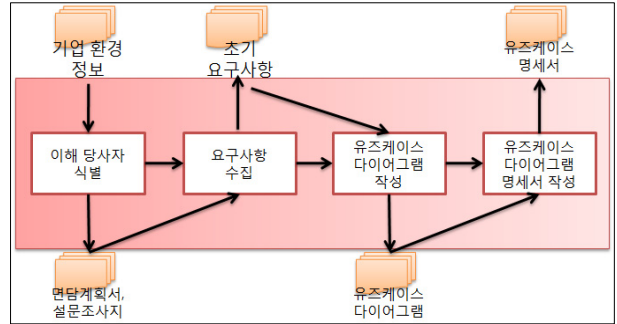 기업 환경
정보
초기
요구사항
유즈케이스
명세서
이해 당사자
식별
요구사항
수집
유즈케이스
다이어그램
작성
유즈케이스
다이어그램
명세서 작성
면담계획서,
설문조사지
유즈케이스
다이어그램